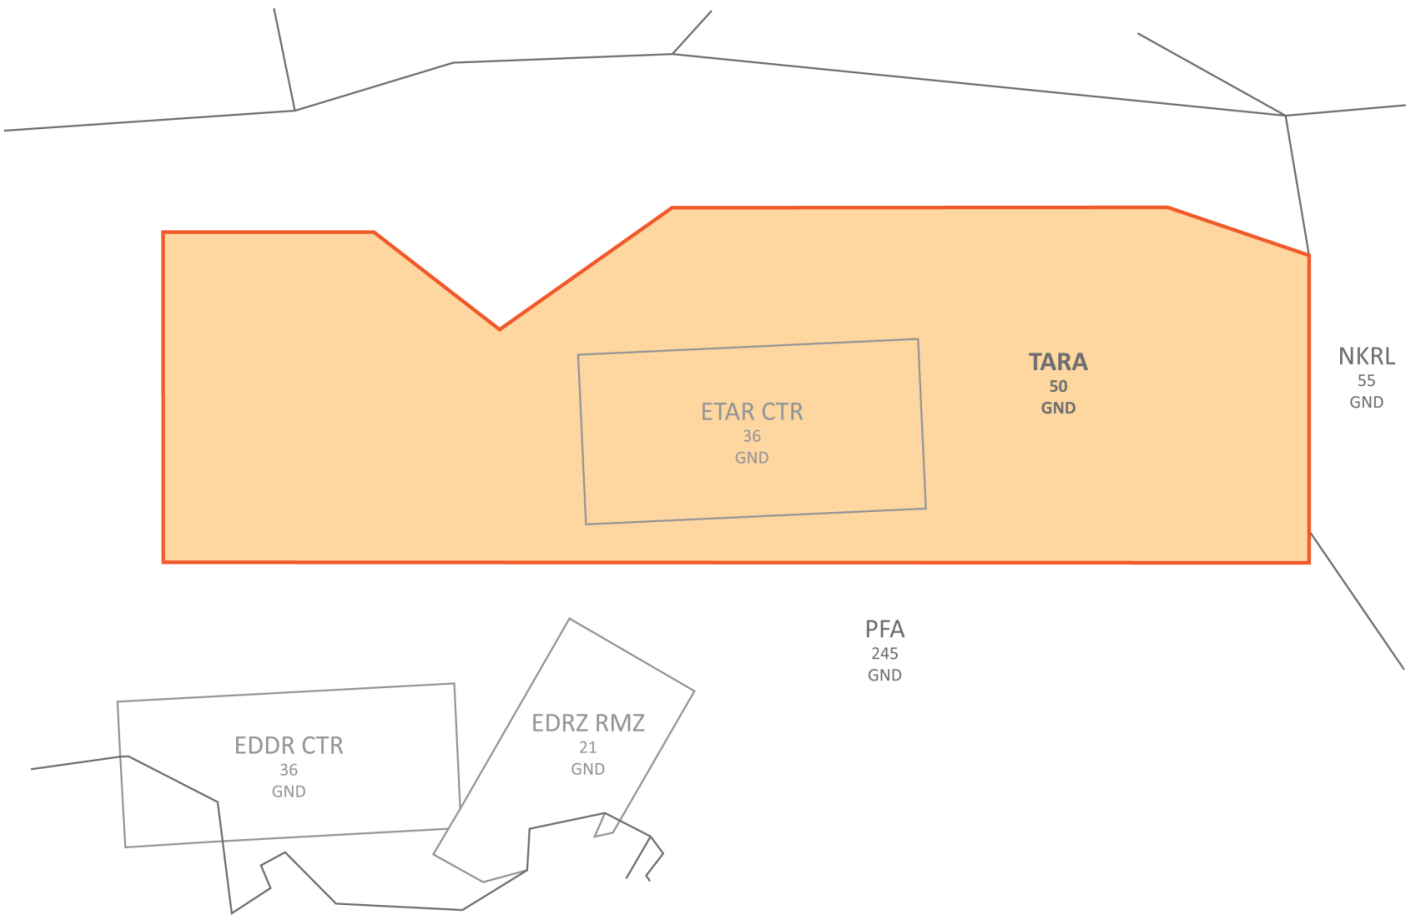 TARA
50
GND
NKRL
55
GND
ETAR CTR
36
GND
PFA
245
GND
EDRZ RMZ
21
GND
EDDR CTR
36
GND